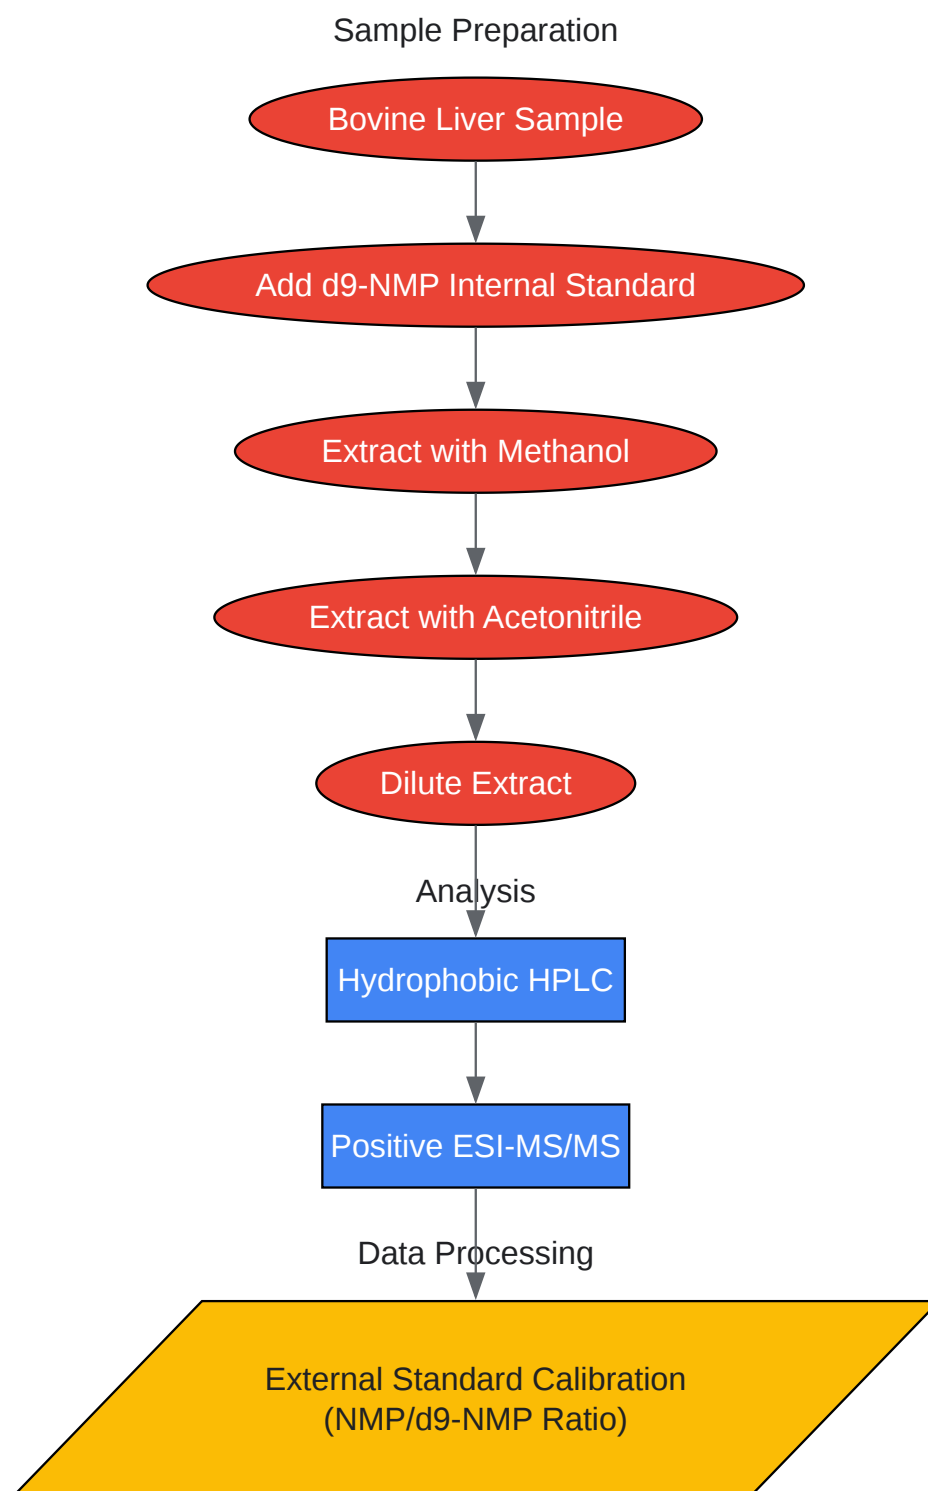 Sample Preparation
Bovine Liver Sample
Add d9-NMP Internal Standard
Extract with Methanol
Extract with Acetonitrile
Dilute Extract
Analysis
Hydrophobic HPLC
Positive ESI-MS/MS
Data Processing
External Standard Calibration
(NMP/d9-NMP Ratio)